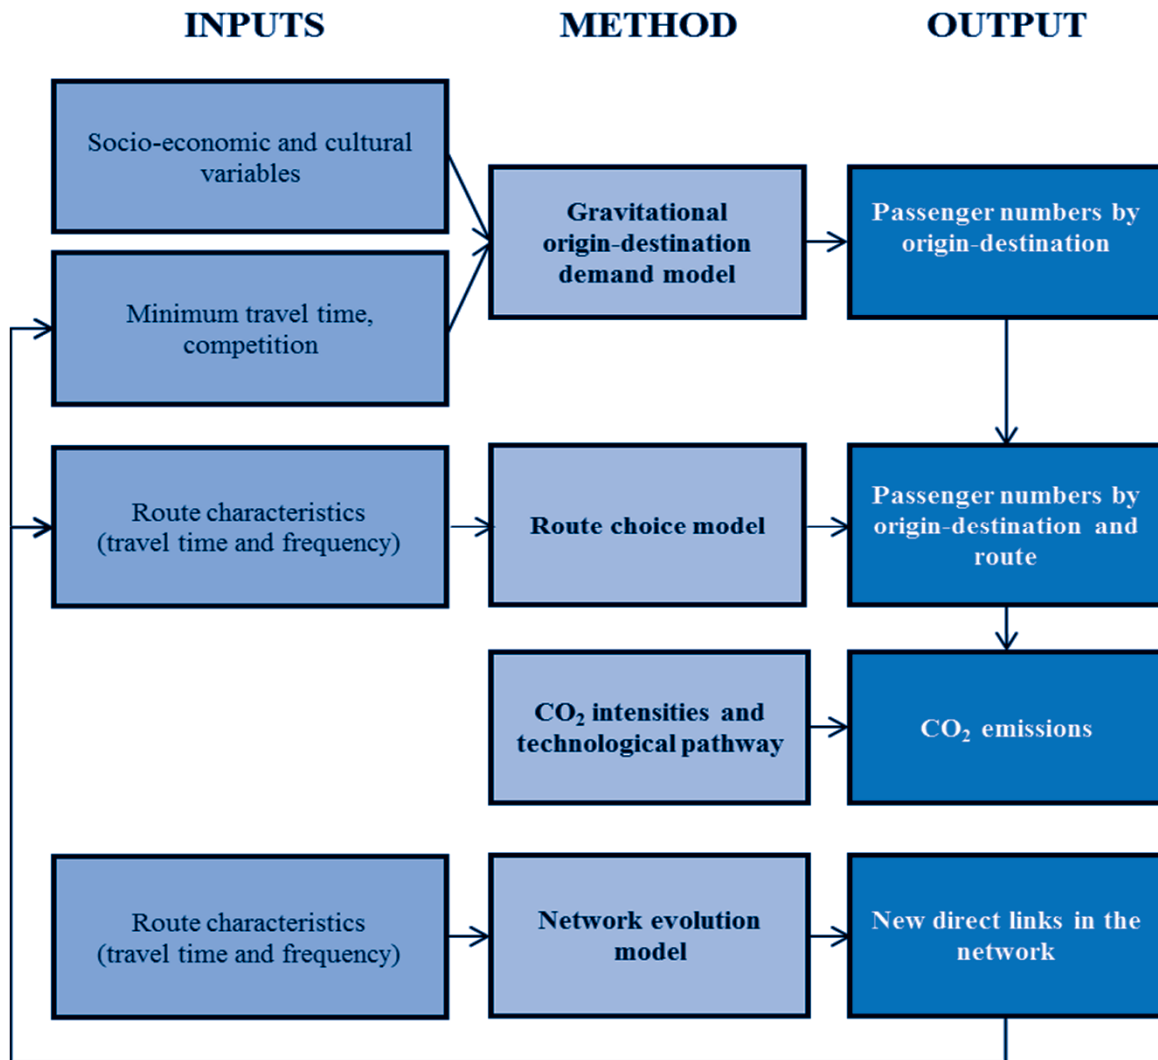 INPUTS
METHOD
OUTPUT
Socio-economic and cultural
variables
Minimum travel time,
competition
Gravitational
origin-destination
demand model
Passenger numbers by
origin-destination
Route characteristics
(travel time and frequency)
Route choice model
Passenger numbers by
origin-destination and
route
CO₂ intensities and
technological pathway
CO₂ emissions
Route characteristics
(travel time and frequency)
Network evolution
model
New direct links in the
network